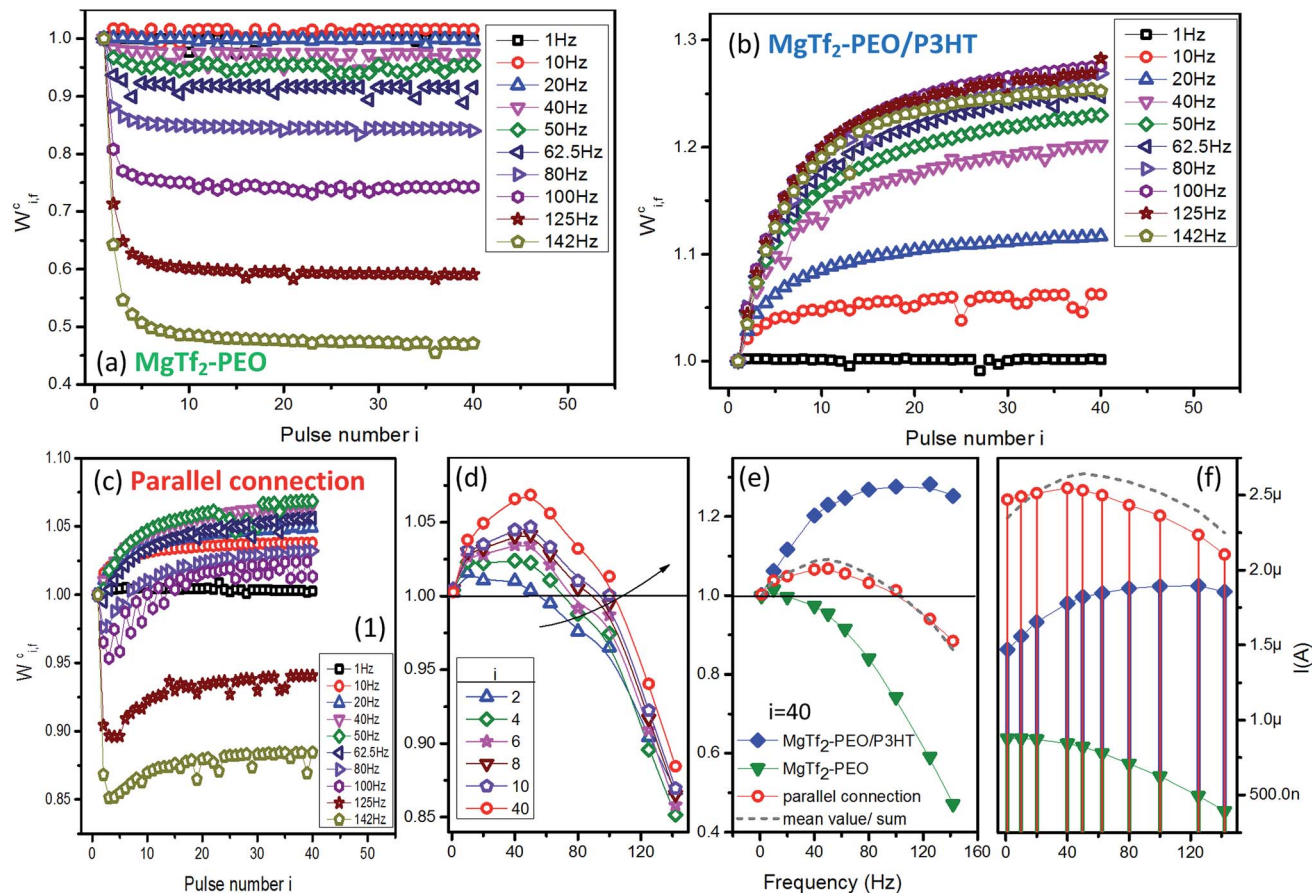 1.0
0.9
0.8
0.7
0.6
0.5
0.4
W^c_{i,f}
1Hz
10Hz
20Hz
40Hz
50Hz
62.5Hz
80Hz
100Hz
125Hz
142Hz
(a) MgTf₂-PEO
0 10 20 30 40 50
Pulse number i
(b) MgTf₂-PEO/P3HT
1.3
1.2
1.1
1.0
W^c_{i,f}
1Hz
10Hz
20Hz
40Hz
50Hz
62.5Hz
80Hz
100Hz
125Hz
142Hz
0 10 20 30 40 50
Pulse number i
(c) Parallel connection
1.10
1.05
1.00
0.95
0.90
0.85
W^c_{i,f}
(1)
1Hz
10Hz
20Hz
40Hz
50Hz
62.5Hz
80Hz
100Hz
125Hz
142Hz
0 10 20 30 40 50
Pulse number i
(d)
1.05
1.00
0.95
0.90
0.85
i
2
4
6
8
10
40
0 40 80 120
(e)
1.2
1.0
0.8
0.6
0.4
i=40
MgTf₂-PEO/P3HT
MgTf₂-PEO
parallel connection
mean value/ sum
0 40 80 120
(f)
2.5µ
2.0µ
1.5µ
1.0µ
500.0n
I(A)
0 40 80 120
Frequency (Hz)